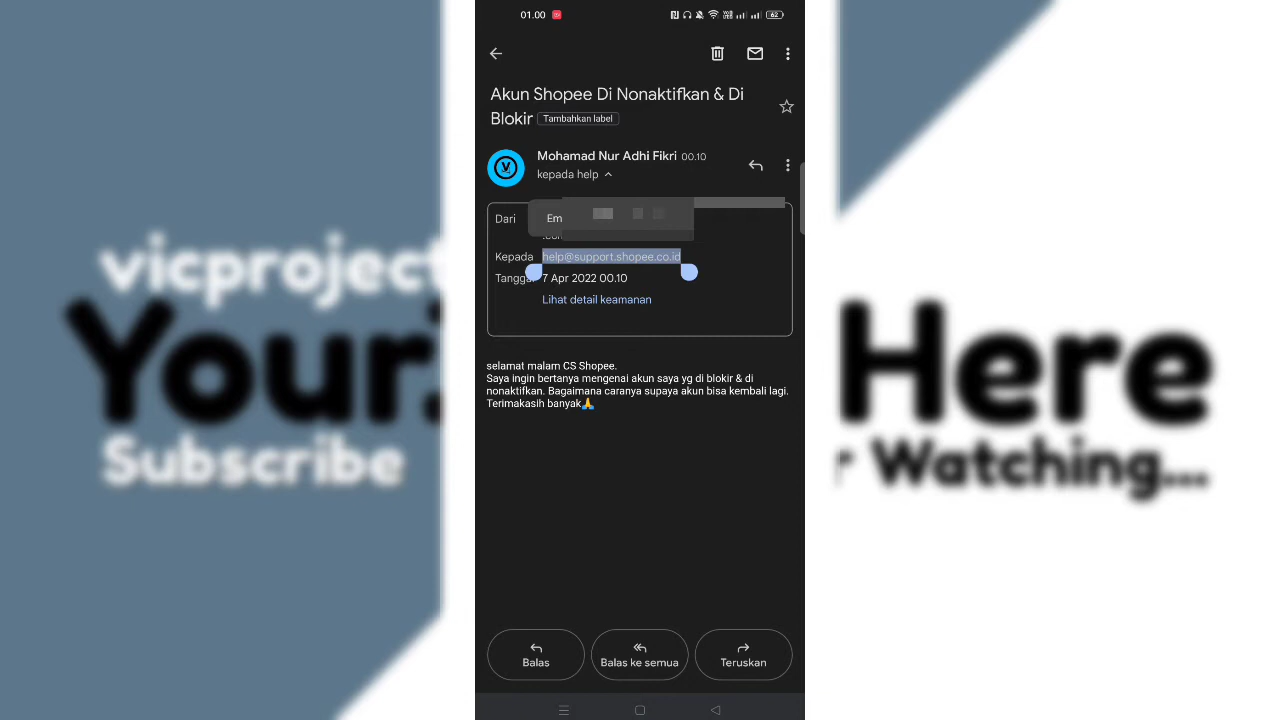 01.00
62
Akun Shopee Di Nonaktifkan & Di
Blokir Tambahkan label
Mohamad Nur Adhi Fikri 00.10
kepada help
Dari Em
Kepada help@support.shopee.co.id
7 Apr 2022 00.10
Lihat detail keamanan
selamat malam CS Shopee.
Saya ingin bertanya mengenai akun saya yg di blokir & di
nonaktifkan. Bagaimana caranya supaya akun bisa kembali lagi.
Terimakasih banyak🙏
Balas
Balas ke semua
Teruskan
vicproject
Your
Subscribe
Here
Watching...